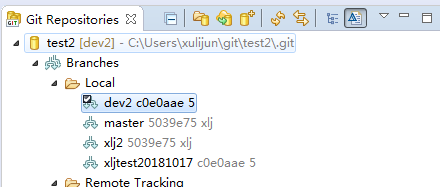 GIT Git Repositories
test2 [dev2] - C:\Users\xulijun\git\test2\.git
Branches
Local
dev2 c0e0aae 5
master 5039e75 xlj
xlj2 5039e75 xlj
xljtest20181017 c0e0aae 5
Remote Tracking